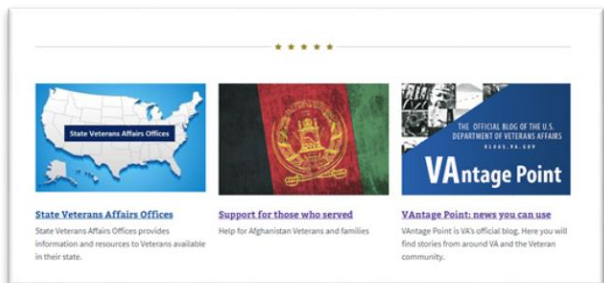 State Veterans Affairs Offices
THE OFFICIAL BLOG OF THE U.S.
DEPARTMENT OF VETERANS AFFAIRS
BLOGS.VA.GOV
VAntage Point
State Veterans Affairs Offices
State Veterans Affairs Offices provides
information and resources to Veterans available
in their state.
Support for those who served
Help for Afghanistan Veterans and families
VAntage Point: news you can use
VAntage Point is VA's official blog. Here you will
find stories from around VA and the Veteran
community.